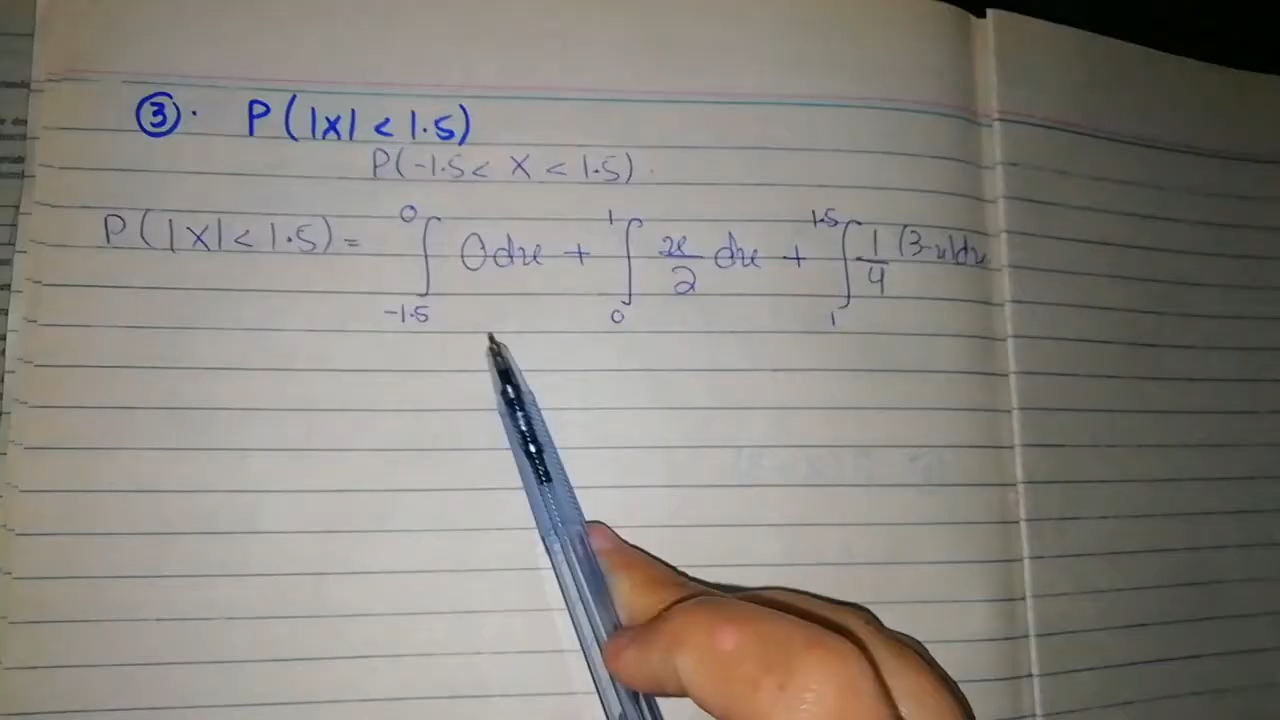 ③. P(|X| < 1.5)
P(-1.5 < X < 1.5).
P(|X| < 1.5) = ∫_{-1.5}^{0} 0 dx + ∫_{0}^{1} x/2 dx + ∫_{1}^{1.5} 1/4 (3-x)dx